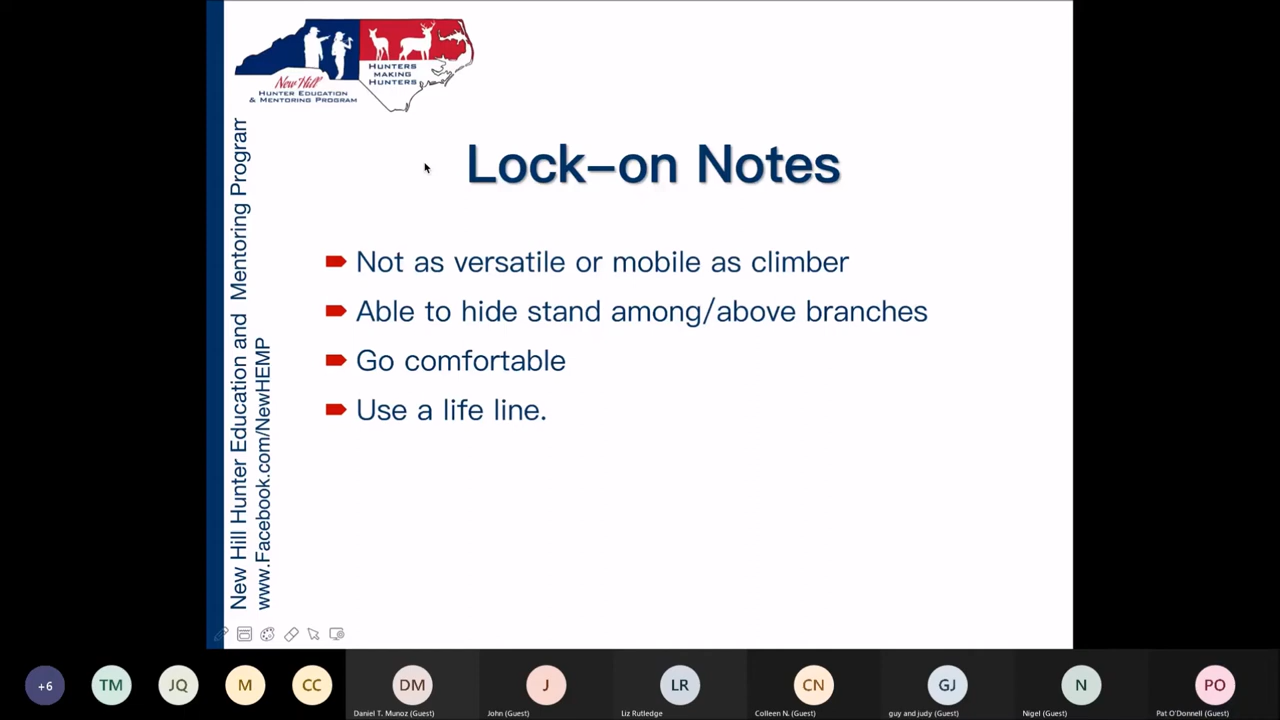 HUNTERS
MAKING
HUNTERS
New Hill
HUNTER EDUCATION
& MENTORING PROGRAM
New Hill Hunter Education and Mentoring Program
www.Facebook.com/NewHEMP
Lock-on Notes
Not as versatile or mobile as climber
Able to hide stand among/above branches
Go comfortable
Use a life line.
+6
TM
JQ
M
CC
DM
J
LR
CN
GJ
N
PO
Daniel T. Munoz (Guest)
John (Guest)
Liz Rutledge
Colleen N. (Guest)
guy and judy (Guest)
Nigel (Guest)
Pat O'Donnell (Guest)